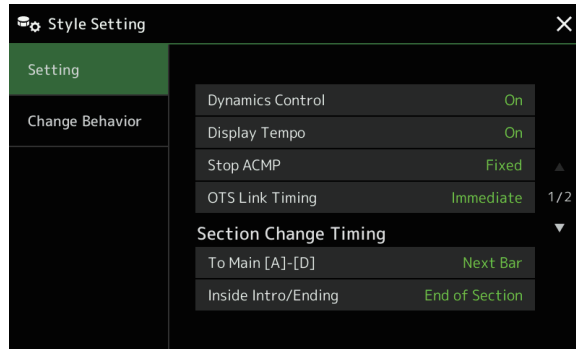 Style Setting
Setting
Change Behavior
Dynamics Control On
Display Tempo On
Stop ACMP Fixed
OTS Link Timing Immediate
1/2
Section Change Timing
To Main [A]-[D] Next Bar
Inside Intro/Ending End of Section